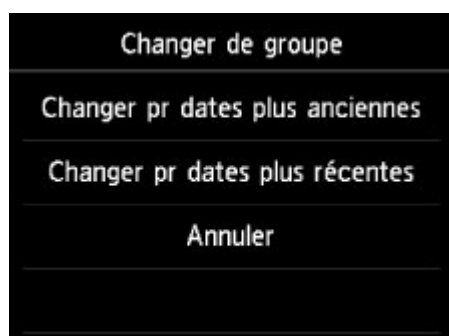 Changer de groupe
Changer pr dates plus anciennes
Changer pr dates plus récentes
Annuler